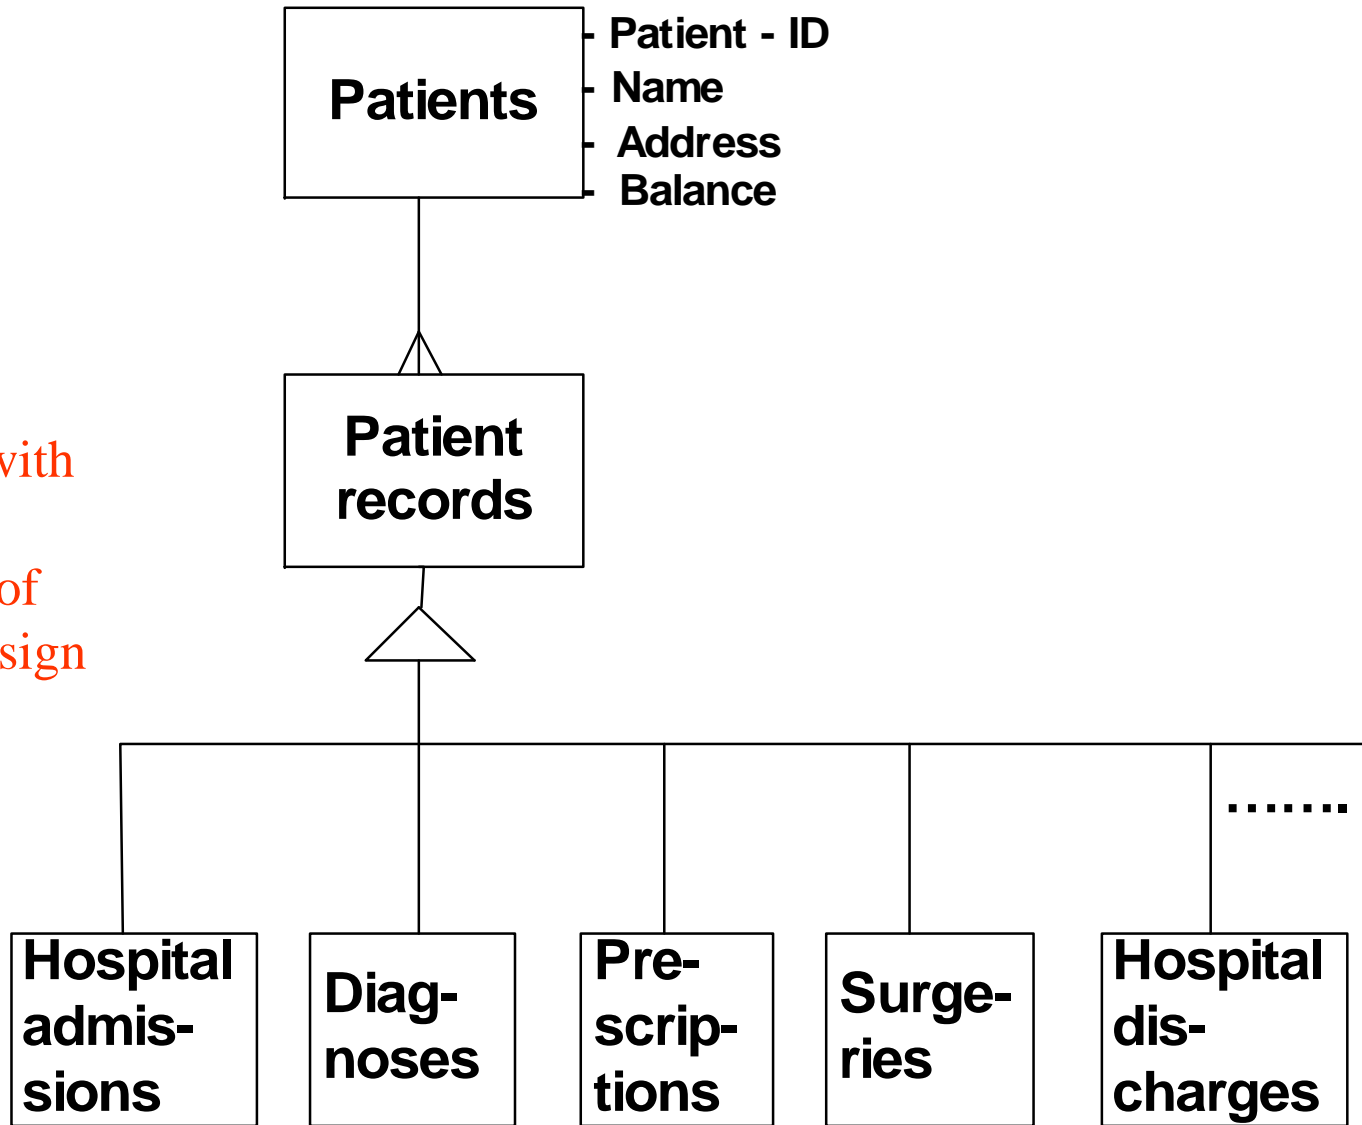 - Patient - ID
- Name
Patients
- Address
- Balance
Patient
records
with
of
sign
.......
Hospital
admis-
sions
Diag-
noses
Pre-
scrip-
tions
Surge-
ries
Hospital
dis-
charges